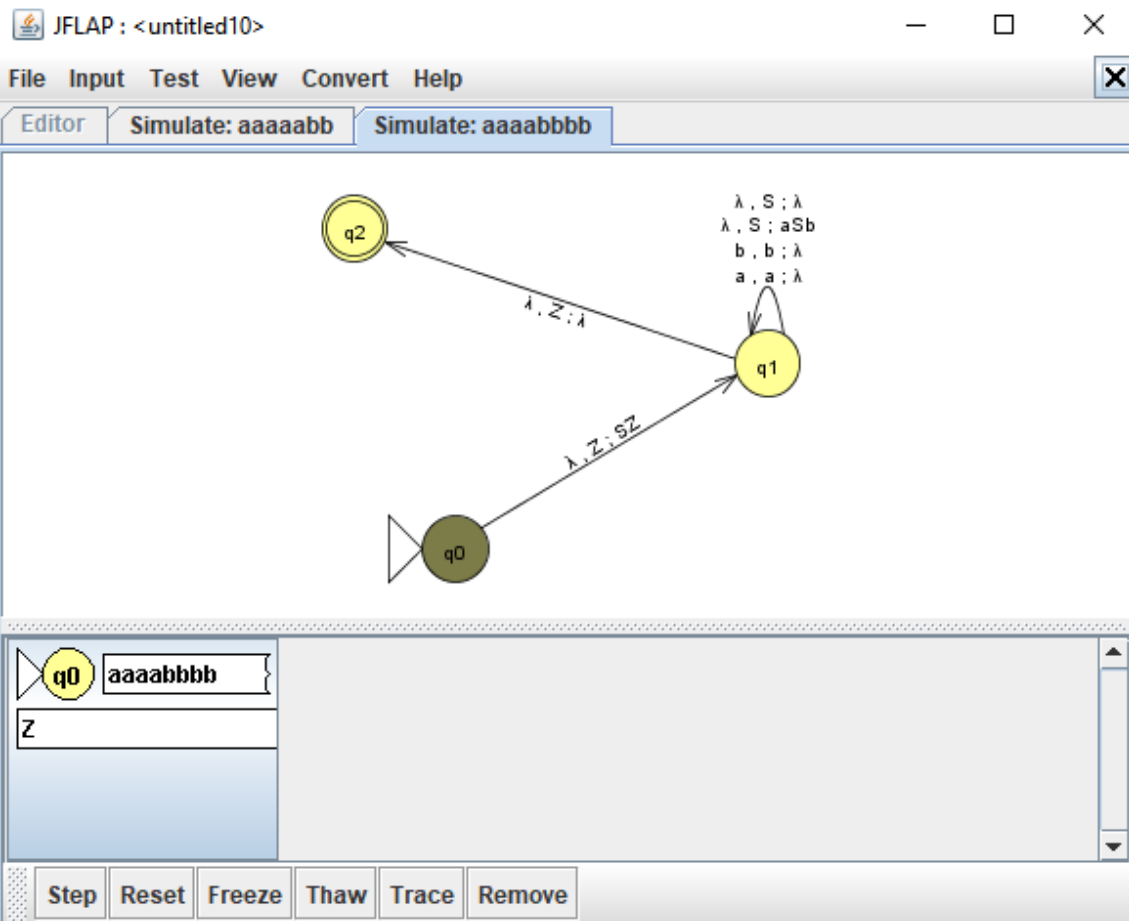 JFLAP : <untitled10>
File Input Test View Convert Help
Editor Simulate: aaaaabb Simulate: aaaabbbb
λ , S ; λ
λ , S ; aSb
b , b ; λ
a , a ; λ
q2
λ , Z ; λ
q1
λ , Z ; SZ
q0
q0 aaaabbbb
Z
Step Reset Freeze Thaw Trace Remove